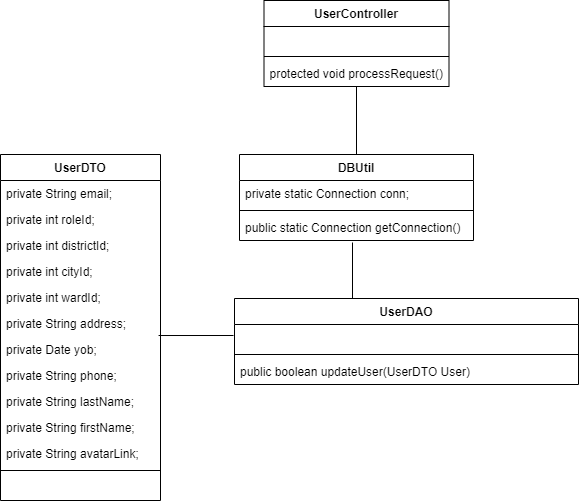 UserController
protected void processRequest()
UserDTO
private String email;
private int roleId;
private int districtId;
private int cityId;
private int wardId;
private String address;
private Date yob;
private String phone;
private String lastName;
private String firstName;
private String avatarLink;
DBUtil
private static Connection conn;
public static Connection getConnection()
UserDAO
public boolean updateUser(UserDTO User)